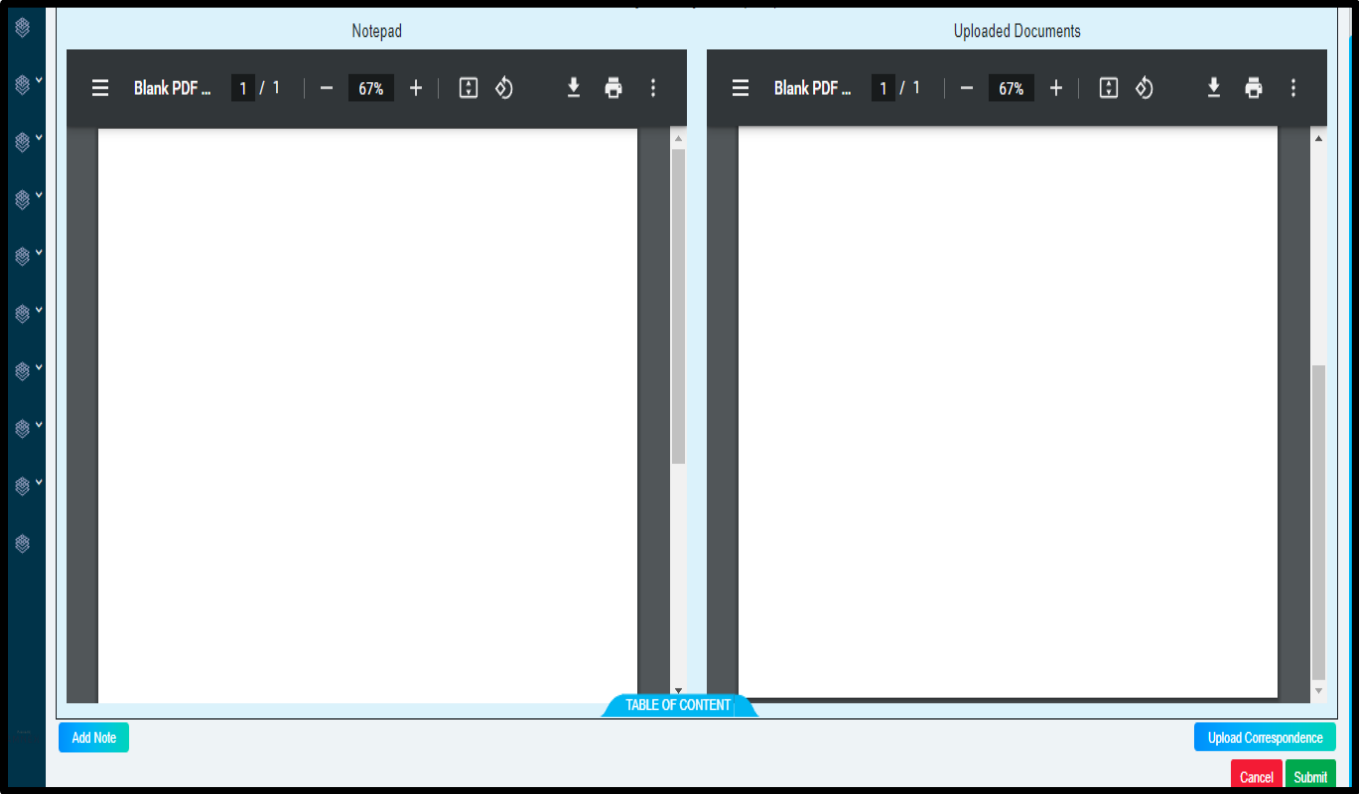 Notepad
Uploaded Documents
Blank PDF ... 1 / 1 67%
Blank PDF ... 1 / 1 67%
TABLE OF CONTENT
Add Note
Upload Correspondence
Cancel Submit